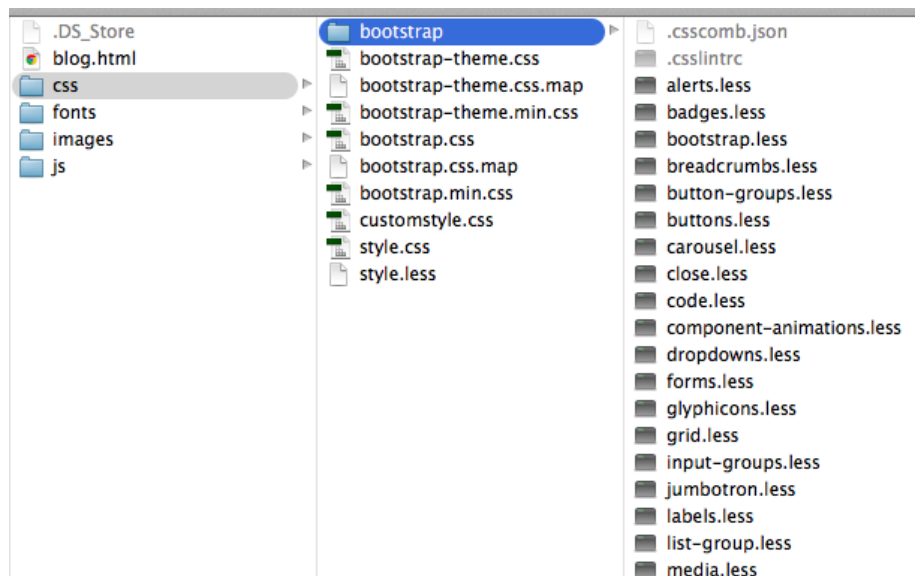 .DS_Store
blog.html
css
fonts
images
js
bootstrap
bootstrap-theme.css
bootstrap-theme.css.map
bootstrap-theme.min.css
bootstrap.css
bootstrap.css.map
bootstrap.min.css
customstyle.css
style.css
style.less
.csscomb.json
.csslintrc
alerts.less
badges.less
bootstrap.less
breadcrumbs.less
button-groups.less
buttons.less
carousel.less
close.less
code.less
component-animations.less
dropdowns.less
forms.less
glyphicons.less
grid.less
input-groups.less
jumbotron.less
labels.less
list-group.less
media.less